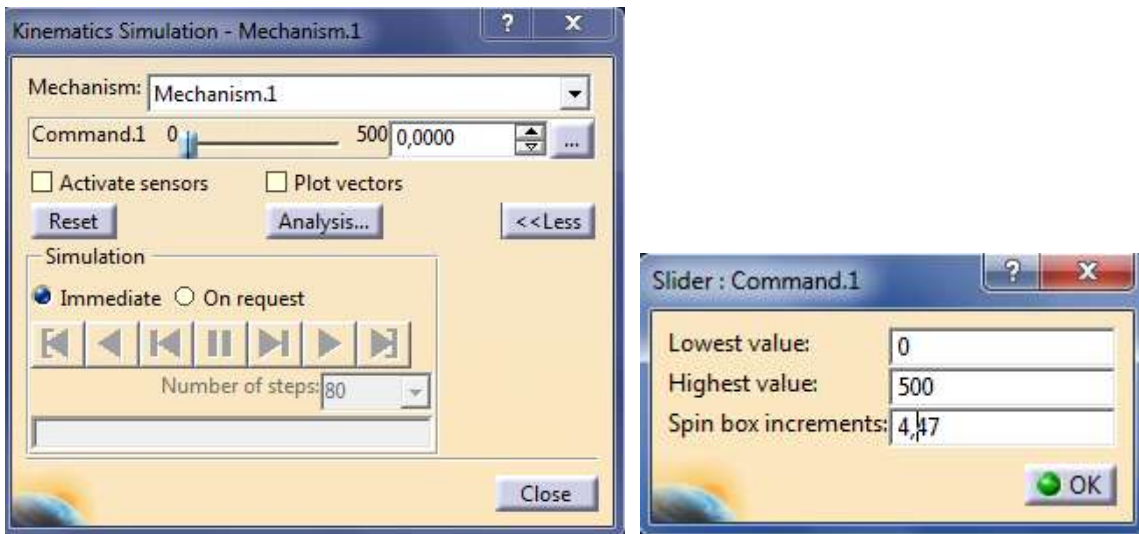 Kinematics Simulation - Mechanism.1 ? x
Mechanism: Mechanism.1
Command.1 0 500 0,0000 ...
Activate sensors Plot vectors
Reset Analysis... <<Less
Simulation
Immediate On request
Number of steps: 80
Close
Slider : Command.1 ? x
Lowest value: 0
Highest value: 500
Spin box increments: 4,47
OK